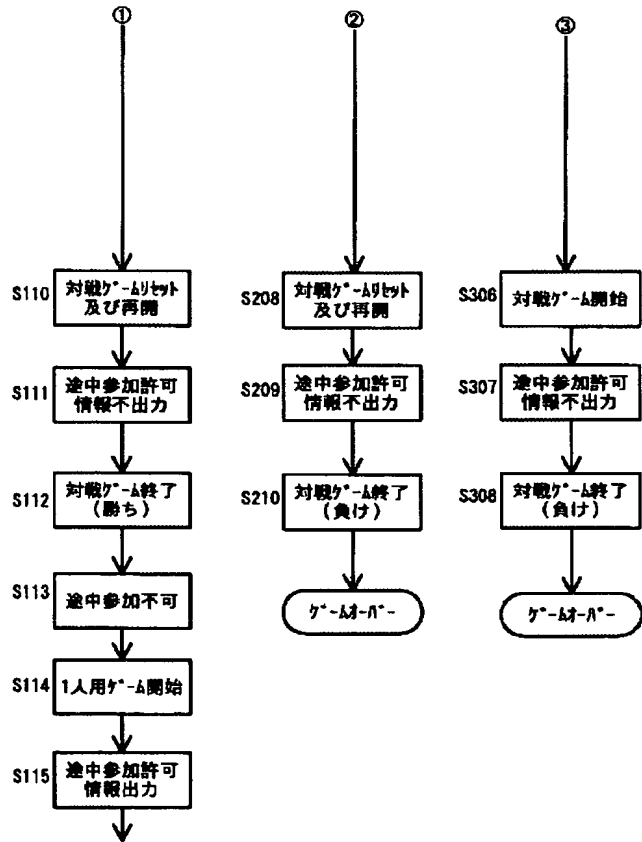 ①
S110
対戦ｹﾞｰﾑﾘｾｯﾄ
及び再開
S111
途中参加許可
情報不出力
S112
対戦ｹﾞｰﾑ終了
(勝ち)
S113
途中参加不可
S114
1人用ｹﾞｰﾑ開始
S115
途中参加許可
情報出力
②
S208
対戦ｹﾞｰﾑﾘｾｯﾄ
及び再開
S209
途中参加許可
情報不出力
S210
対戦ｹﾞｰﾑ終了
(負け)
ｹﾞｰﾑｵｰﾊﾞｰ
③
S306
対戦ｹﾞｰﾑ開始
S307
途中参加許可
情報不出力
S308
対戦ｹﾞｰﾑ終了
(負け)
ｹﾞｰﾑｵｰﾊﾞｰ